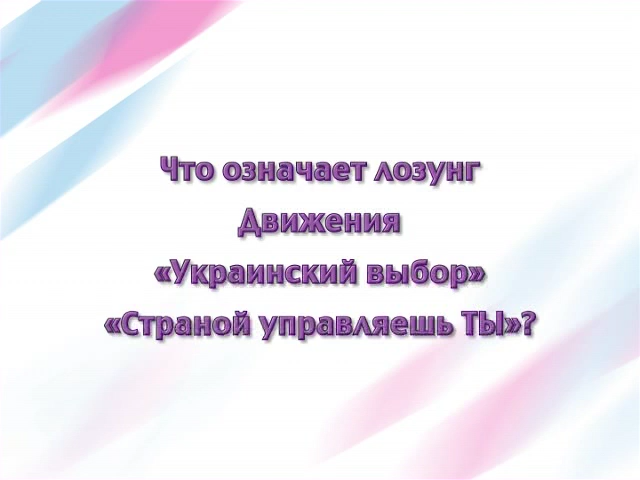 Что означает лозунг
Движения
«Украинский выбор»
«Страной управляешь ТЫ»?